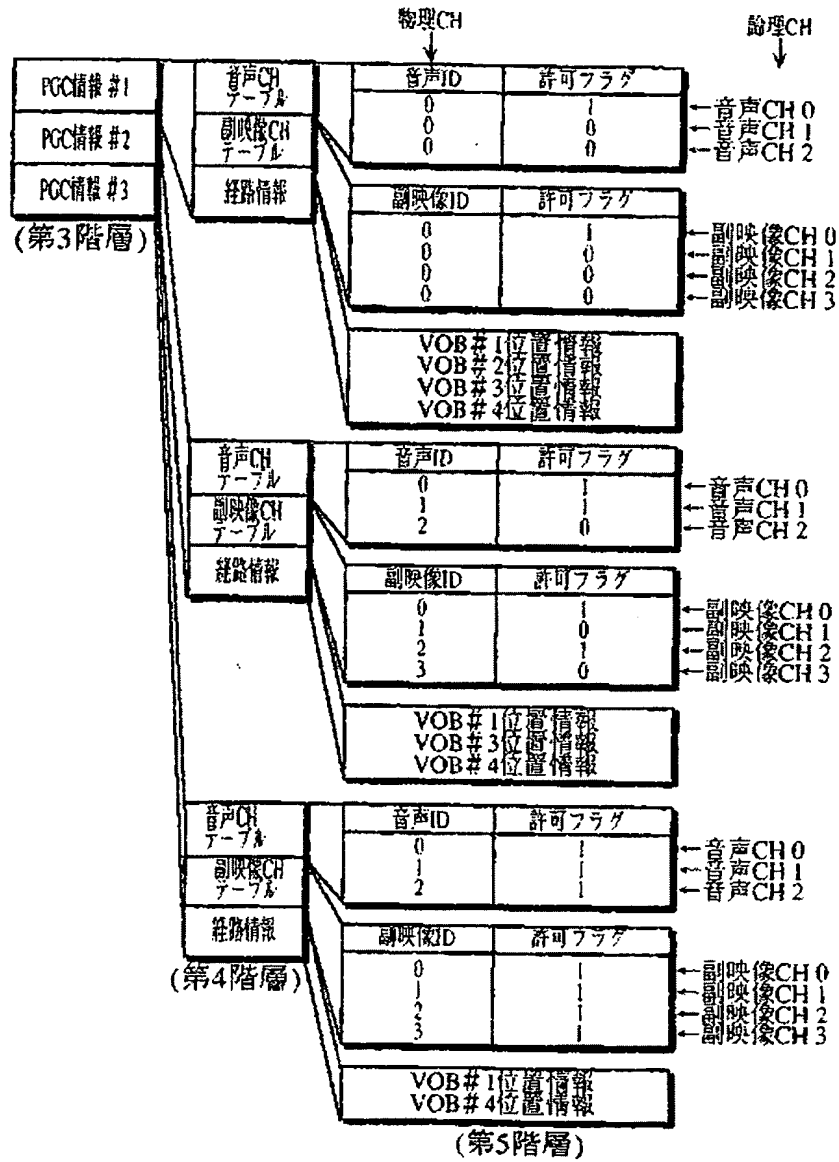 物理CH
論理CH
PGC情報 #1
PGC情報 #2
PGC情報 #3
(第3階層)
音声CH
テーブル
副映像CH
テーブル
経路情報
音声ID 許可フラグ
0 1 ←音声CH 0
0 0 ←音声CH 1
0 0 ←音声CH 2
副映像ID 許可フラグ
0 1 ←副映像CH 0
0 0 ←副映像CH 1
0 0 ←副映像CH 2
0 0 ←副映像CH 3
VOB#1位置情報
VOB#2位置情報
VOB#3位置情報
VOB#4位置情報
音声CH
テーブル
副映像CH
テーブル
経路情報
音声ID 許可フラグ
0 1 ←音声CH 0
1 1 ←音声CH 1
2 0 ←音声CH 2
副映像ID 許可フラグ
0 1 ←副映像CH 0
1 0 ←副映像CH 1
2 1 ←副映像CH 2
3 0 ←副映像CH 3
VOB#1位置情報
VOB#3位置情報
VOB#4位置情報
音声CH
テーブル
副映像CH
テーブル
経路情報
(第4階層)
音声ID 許可フラグ
0 1 ←音声CH 0
1 1 ←音声CH 1
2 1 ←音声CH 2
副映像ID 許可フラグ
0 1 ←副映像CH 0
1 1 ←副映像CH 1
2 1 ←副映像CH 2
3 1 ←副映像CH 3
VOB#1位置情報
VOB#4位置情報
(第5階層)